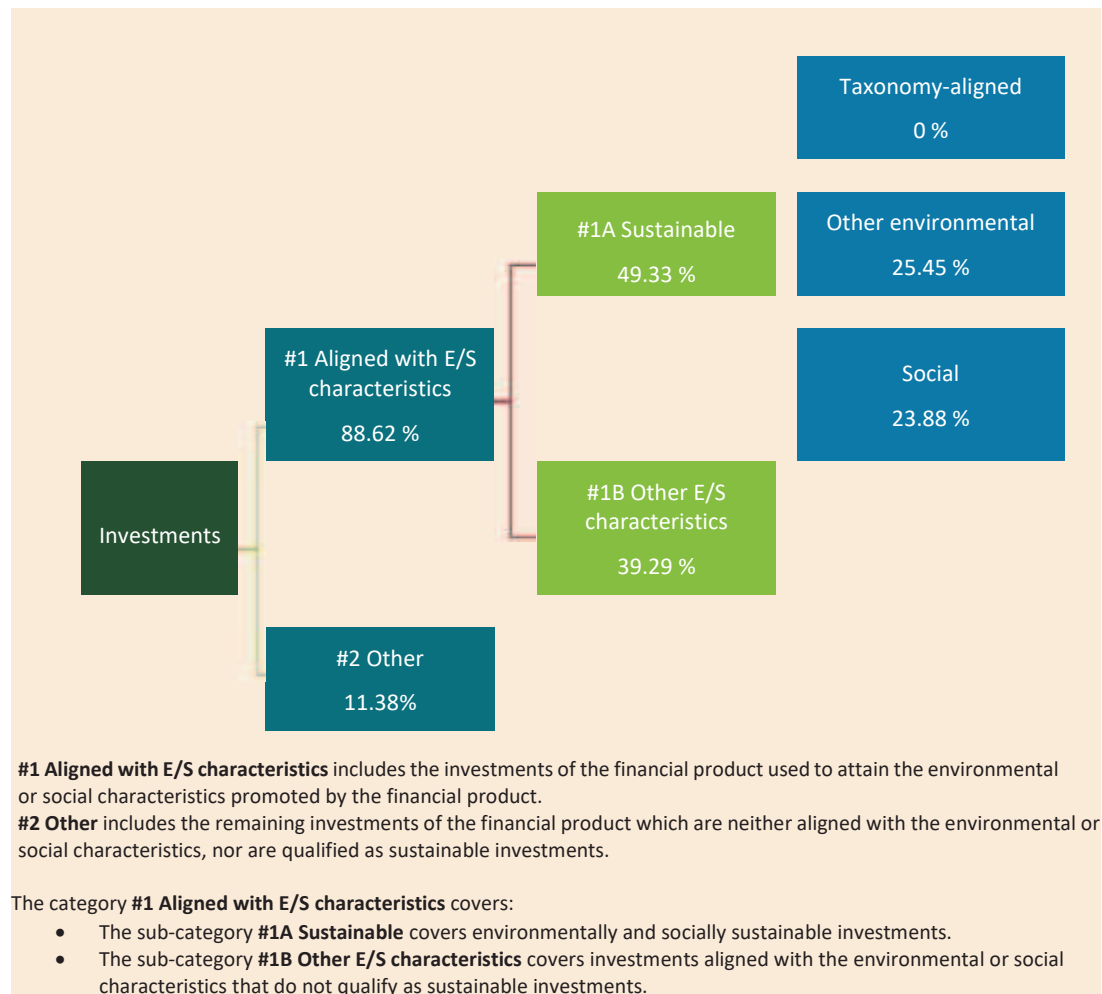 Taxonomy-aligned
0 %
#1A Sustainable
49.33 %
Other environmental
25.45 %
#1 Aligned with E/S
characteristics
88.62 %
Social
23.88 %
Investments
#1B Other E/S
characteristics
39.29 %
#2 Other
11.38%
#1 Aligned with E/S characteristics includes the investments of the financial product used to attain the environmental
or social characteristics promoted by the financial product.
#2 Other includes the remaining investments of the financial product which are neither aligned with the environmental or
social characteristics, nor are qualified as sustainable investments.
The category #1 Aligned with E/S characteristics covers:
• The sub-category #1A Sustainable covers environmentally and socially sustainable investments.
• The sub-category #1B Other E/S characteristics covers investments aligned with the environmental or social
characteristics that do not qualify as sustainable investments.